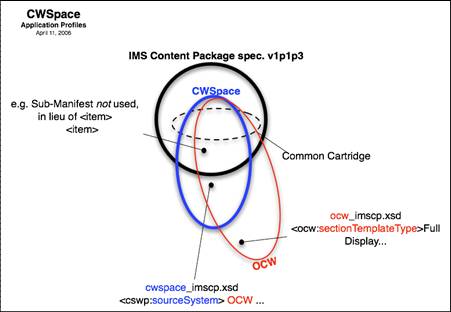 CWSpace
Application Profiles
April 11, 2006
IMS Content Package spec. v1p1p3
CWSpace
e.g. Sub-Manifest not used,
in lieu of <item>
<item>
Common Cartridge
ocw_imscp.xsd
<ocw:sectionTemplateType>Full
Display...
OCW
cwspace_imscp.xsd
<cswp:sourceSystem> OCW ...